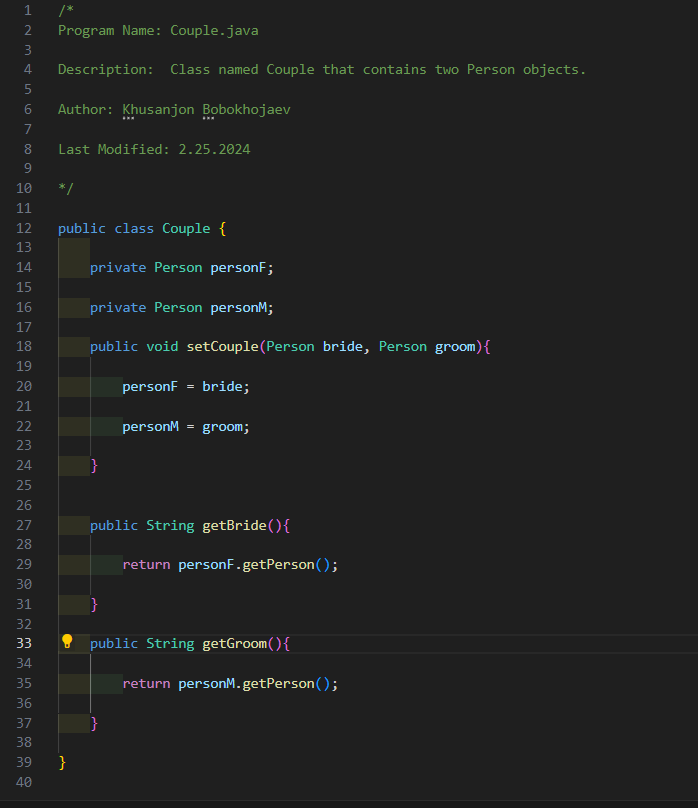 1 /*
2 Program Name: Couple.java
3
4 Description:  Class named Couple that contains two Person objects.
5
6 Author: Khusanjon Bobokhojaev
7
8 Last Modified: 2.25.2024
9
10 */
11
12 public class Couple {
13
14     private Person personF;
15
16     private Person personM;
17
18     public void setCouple(Person bride, Person groom){
19
20         personF = bride;
21
22         personM = groom;
23
24     }
25
26
27     public String getBride(){
28
29         return personF.getPerson();
30
31     }
32
33     public String getGroom(){
34
35         return personM.getPerson();
36
37     }
38
39 }
40